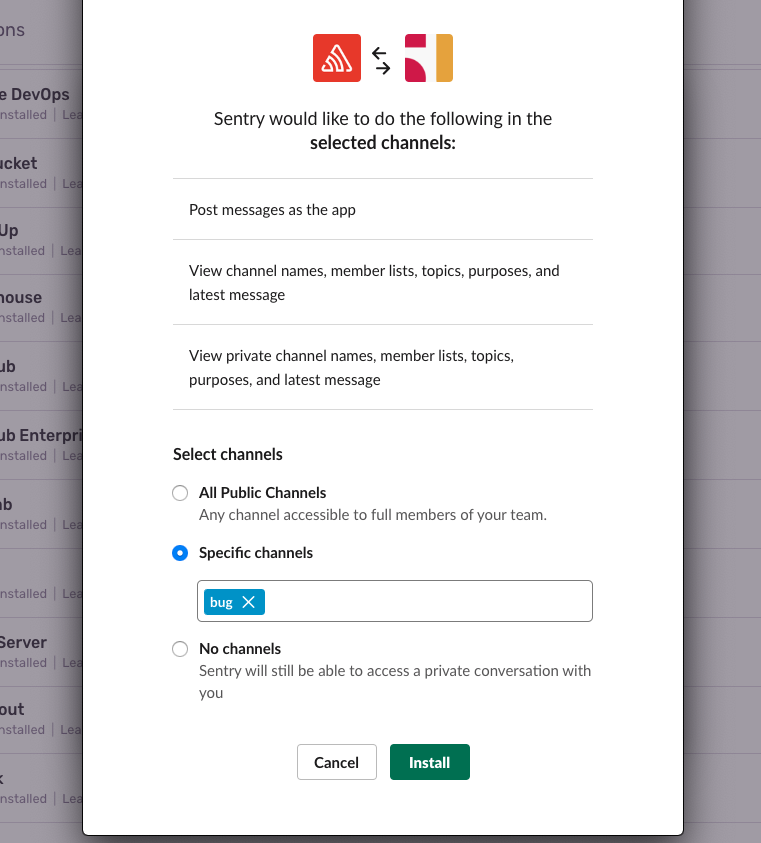 ons
e DevOps
nstalled | Lea
ucket
nstalled | Lea
Up
nstalled | Lea
house
nstalled | Lea
ub
nstalled | Lea
ub Enterpri
nstalled | Lea
ab
nstalled | Lea
nstalled | Lea
Server
nstalled | Lea
out
nstalled | Lea
k
nstalled | Lea
Sentry would like to do the following in the
selected channels:
Post messages as the app
View channel names, member lists, topics, purposes, and
latest message
View private channel names, member lists, topics,
purposes, and latest message
Select channels
All Public Channels
Any channel accessible to full members of your team.
Specific channels
bug
No channels
Sentry will still be able to access a private conversation with
you
Cancel
Install